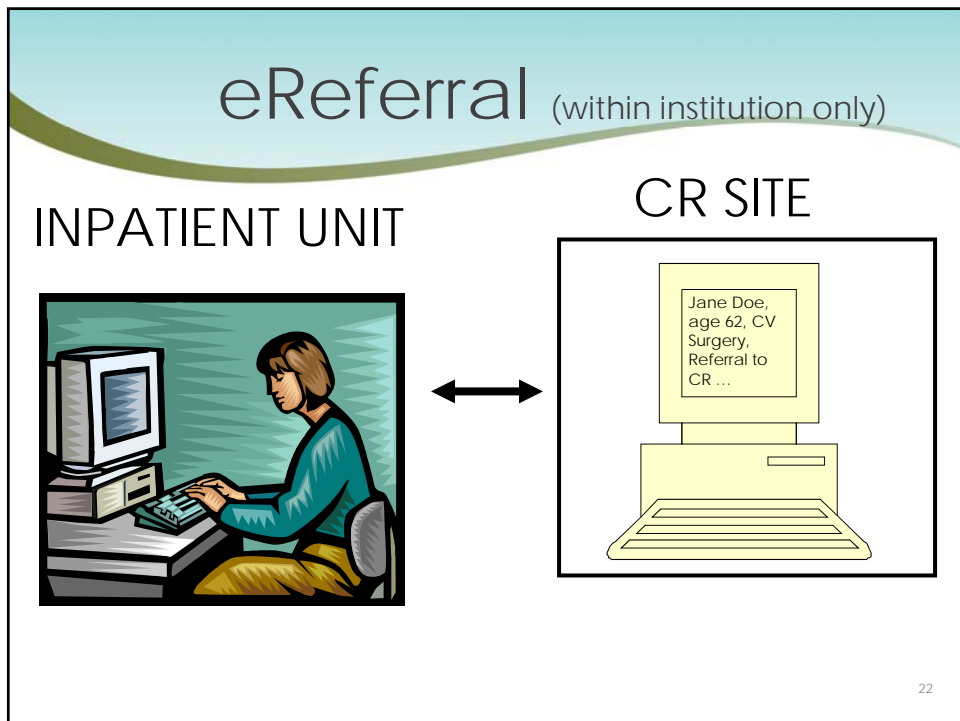 eReferral (within institution only)
INPATIENT UNIT
CR SITE
Jane Doe,
age 62, CV
Surgery,
Referral to
CR …
22